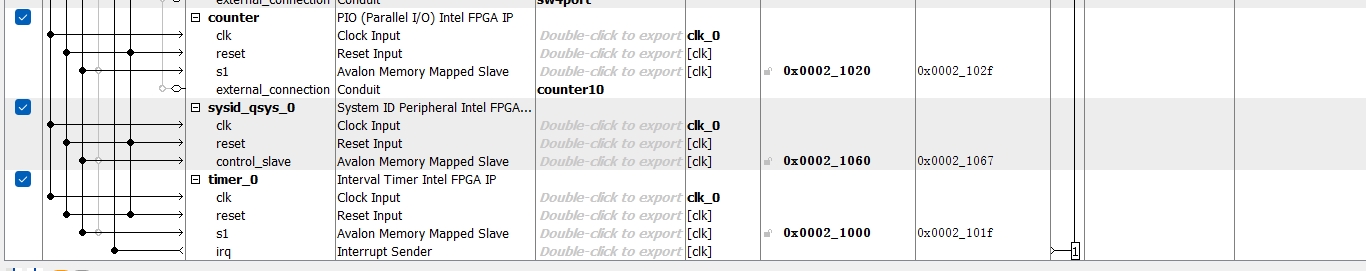 external_connection Conduit sw4port
counter PIO (Parallel I/O) Intel FPGA IP
clk Clock Input Double-click to export clk_0
reset Reset Input Double-click to export [clk]
s1 Avalon Memory Mapped Slave Double-click to export [clk] 0x0002_1020 0x0002_102f
external_connection Conduit counter10
sysid_qsys_0 System ID Peripheral Intel FPGA...
clk Clock Input Double-click to export clk_0
reset Reset Input Double-click to export [clk]
control_slave Avalon Memory Mapped Slave Double-click to export [clk] 0x0002_1060 0x0002_1067
timer_0 Interval Timer Intel FPGA IP
clk Clock Input Double-click to export clk_0
reset Reset Input Double-click to export [clk]
s1 Avalon Memory Mapped Slave Double-click to export [clk] 0x0002_1000 0x0002_101f
irq Interrupt Sender Double-click to export [clk] 1